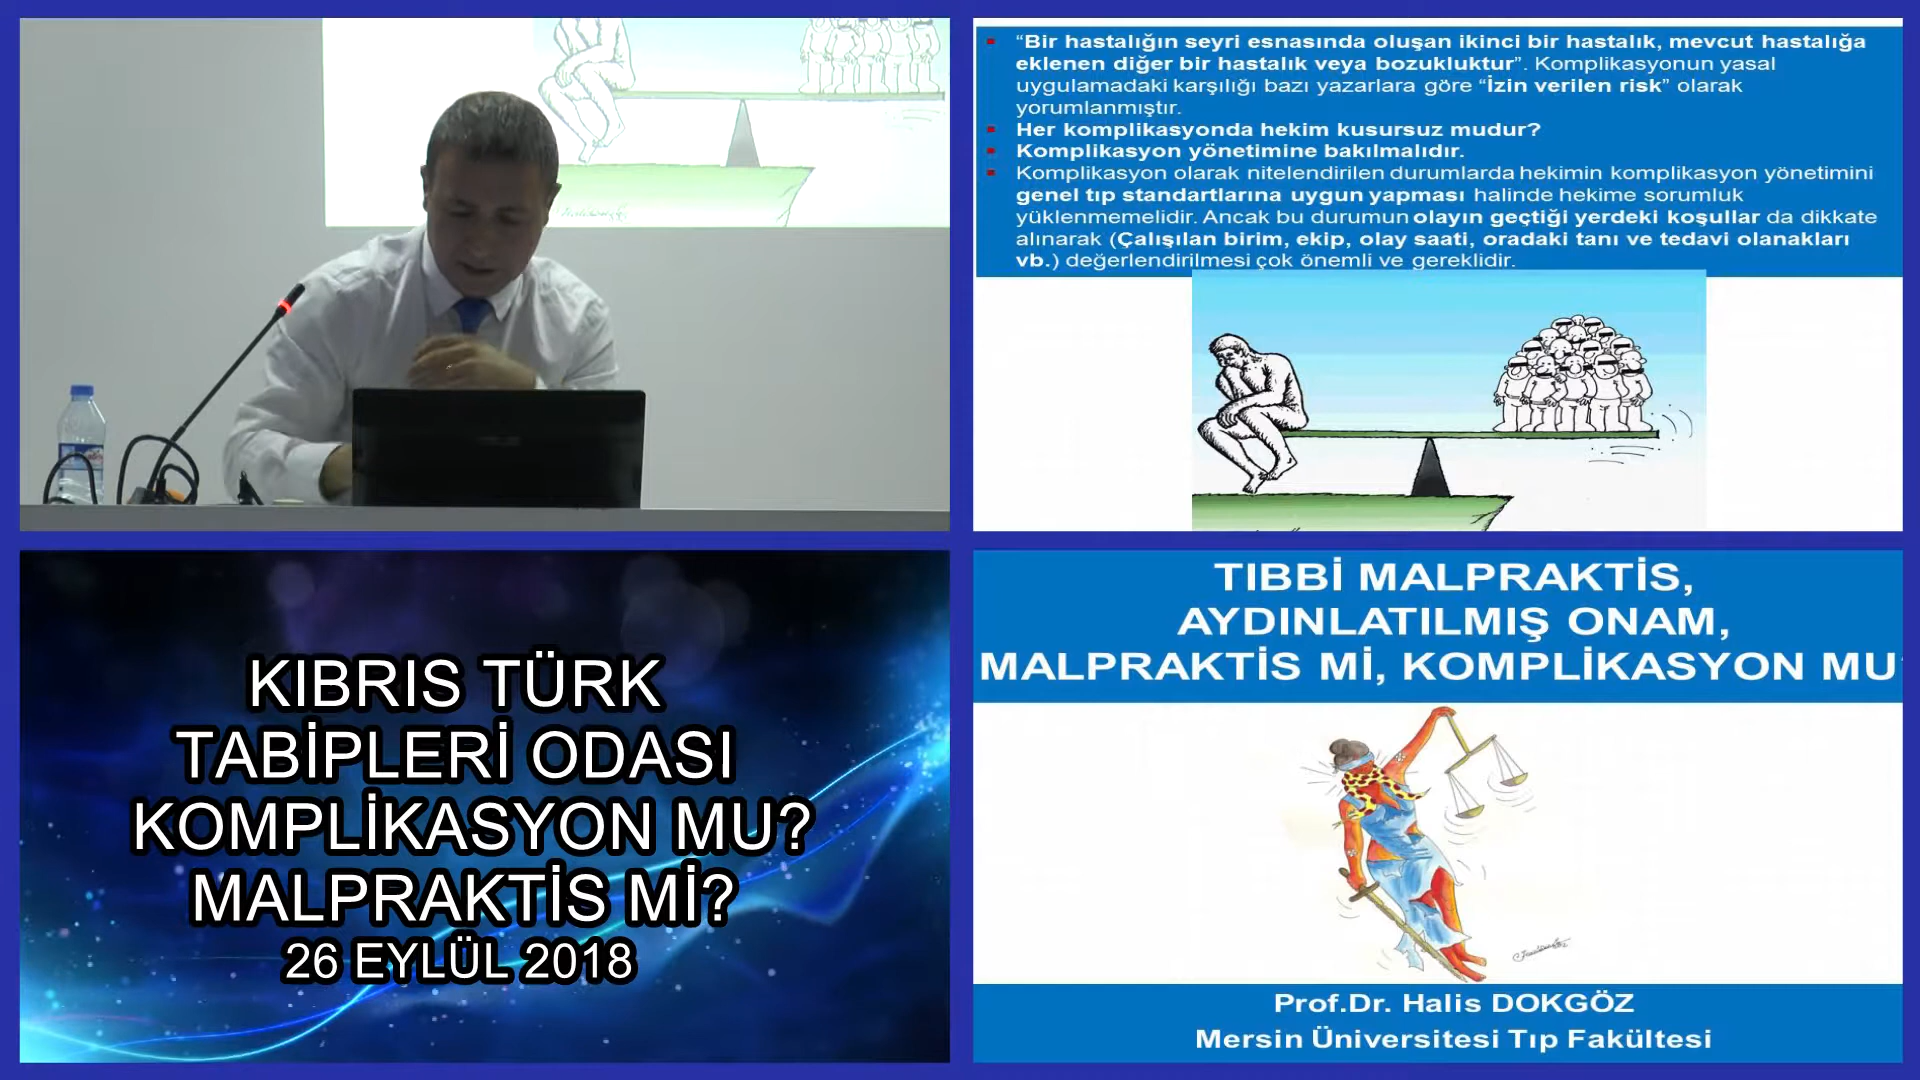 "Bir hastalığın seyri esnasında oluşan ikinci bir hastalık, mevcut hastalığa
eklenen diğer bir hastalık veya bozukluktur". Komplikasyonun yasal
uygulamadaki karşılığı bazı yazarlara göre "İzin verilen risk" olarak
yorumlanmıştır.
Her komplikasyonda hekim kusursuz mudur?
Komplikasyon yönetimine bakılmalıdır.
Komplikasyon olarak nitelendirilen durumlarda hekimin komplikasyon yönetimini
genel tıp standartlarına uygun yapması halinde hekime sorumluk
yüklenmemelidir. Ancak bu durumun olayın geçtiği yerdeki koşullar da dikkate
alınarak (Çalışılan birim, ekip, olay saati, oradaki tanı ve tedavi olanakları
vb.) değerlendirilmesi çok önemli ve gereklidir.
KIBRIS TÜRK
TABİPLERİ ODASI
KOMPLİKASYON MU?
MALPRAKTİS Mİ?
26 EYLÜL 2018
TIBBİ MALPRAKTİS,
AYDINLATILMIŞ ONAM,
MALPRAKTİS Mİ, KOMPLİKASYON MU
Prof.Dr. Halis DOKGÖZ
Mersin Üniversitesi Tıp Fakültesi